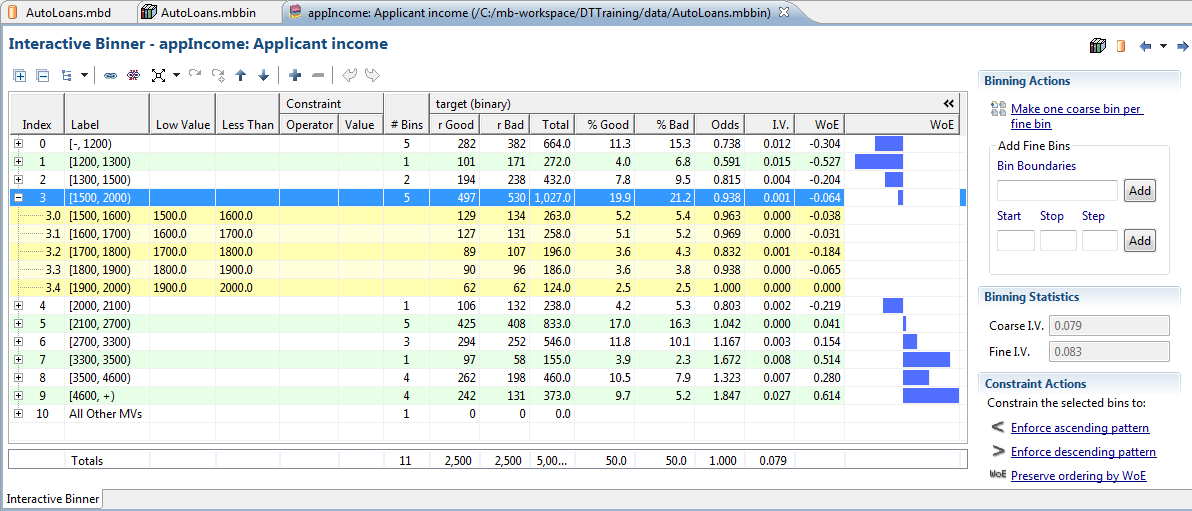 AutoLoans.mbd AutoLoans.mbbin appIncome: Applicant income (/C:/mb-workspace/DTTraining/data/AutoLoans.mbbin)
Interactive Binner - appIncome: Applicant income
Constraint target (binary)
Index Label Low Value Less Than Operator Value # Bins r Good r Bad Total % Good % Bad Odds I.V. WoE WoE
0 [-, 1200) 5 282 382 664.0 11.3 15.3 0.738 0.012 -0.304
1 [1200, 1300) 1 101 171 272.0 4.0 6.8 0.591 0.015 -0.527
2 [1300, 1500) 2 194 238 432.0 7.8 9.5 0.815 0.004 -0.204
3 [1500, 2000) 5 497 530 1,027.0 19.9 21.2 0.938 0.001 -0.064
3.0 [1500, 1600) 1500.0 1600.0 129 134 263.0 5.2 5.4 0.963 0.000 -0.038
3.1 [1600, 1700) 1600.0 1700.0 127 131 258.0 5.1 5.2 0.969 0.000 -0.031
3.2 [1700, 1800) 1700.0 1800.0 89 107 196.0 3.6 4.3 0.832 0.001 -0.184
3.3 [1800, 1900) 1800.0 1900.0 90 96 186.0 3.6 3.8 0.938 0.000 -0.065
3.4 [1900, 2000) 1900.0 2000.0 62 62 124.0 2.5 2.5 1.000 0.000 0.000
4 [2000, 2100) 1 106 132 238.0 4.2 5.3 0.803 0.002 -0.219
5 [2100, 2700) 5 425 408 833.0 17.0 16.3 1.042 0.000 0.041
6 [2700, 3300) 3 294 252 546.0 11.8 10.1 1.167 0.003 0.154
7 [3300, 3500) 1 97 58 155.0 3.9 2.3 1.672 0.008 0.514
8 [3500, 4600) 4 262 198 460.0 10.5 7.9 1.323 0.007 0.280
9 [4600, +) 4 242 131 373.0 9.7 5.2 1.847 0.027 0.614
10 All Other MVs 1 0 0 0.0
Totals 11 2,500 2,500 5,00... 50.0 50.0 1.000 0.079
Interactive Binner
Binning Actions
Make one coarse bin per
fine bin
Add Fine Bins
Bin Boundaries
Add
Start Stop Step
Add
Binning Statistics
Coarse I.V. 0.079
Fine I.V. 0.083
Constraint Actions
Constrain the selected bins to:
< Enforce ascending pattern
> Enforce descending pattern
WoE Preserve ordering by WoE